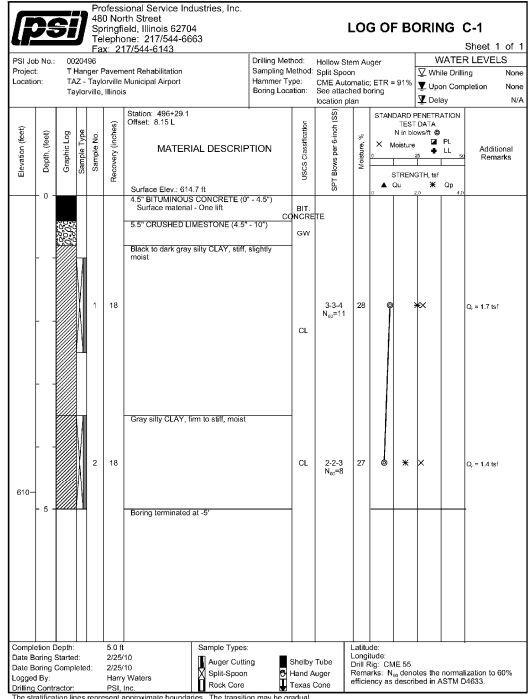 psi
Professional Service Industries, Inc.
480 North Street
Springfield, Illinois 62704
Telephone: 217/544-6663
Fax: 217/544-6143
LOG OF BORING C-1
Sheet 1 of 1
PSI Job No.: 0020496
Project: T Hanger Pavement Rehabilitation
Location: TAZ - Taylorville Municipal Airport
Taylorville, Illinois
Drilling Method: Hollow Stem Auger
Sampling Method: Split Spoon
Hammer Type: CME Automatic; ETR = 91%
Boring Location: See attached boring
location plan
WATER LEVELS
While Drilling None
Upon Completion None
Delay N/A
Elevation (feet)
Depth, (feet)
Graphic Log
Sample Type
Sample No.
Recovery (inches)
Station: 496+29.1
Offset: 8.15 L
MATERIAL DESCRIPTION
Surface Elev.: 614.7 ft
USCS Classification
SPT Blows per 6-inch (SS)
Moisture, %
STANDARD PENETRATION
TEST DATA
N in blows/ft
Moisture
PL
LL
0 25 50
STRENGTH, tsf
Qu Qp
0 2.0 4.0
Additional
Remarks
0
4.5" BITUMINOUS CONCRETE (0" - 4.5")
Surface material - One lift
BIT.
CONCRETE
5.5" CRUSHED LIMESTONE (4.5" - 10")
GW
Black to dark gray silty CLAY, stiff, slightly
moist
1 18
3-3-4
N60=11
28
Qr = 1.7 tsf
CL
Gray silty CLAY, firm to stiff, moist
2 18
CL
2-2-3
N60=8
27
Qr = 1.4 tsf
610
5
Boring terminated at -5'
Completion Depth: 5.0 ft
Date Boring Started: 2/25/10
Date Boring Completed: 2/25/10
Logged By: Harry Waters
Drilling Contractor: PSI, Inc.
Sample Types:
Auger Cutting
Split-Spoon
Rock Core
Shelby Tube
Hand Auger
Texas Cone
Latitude:
Longitude:
Drill Rig: CME 55
Remarks: N60 denotes the normalization to 60%
efficiency as described in ASTM D4633.
The stratification lines represent approximate boundaries. The transition may be gradual.